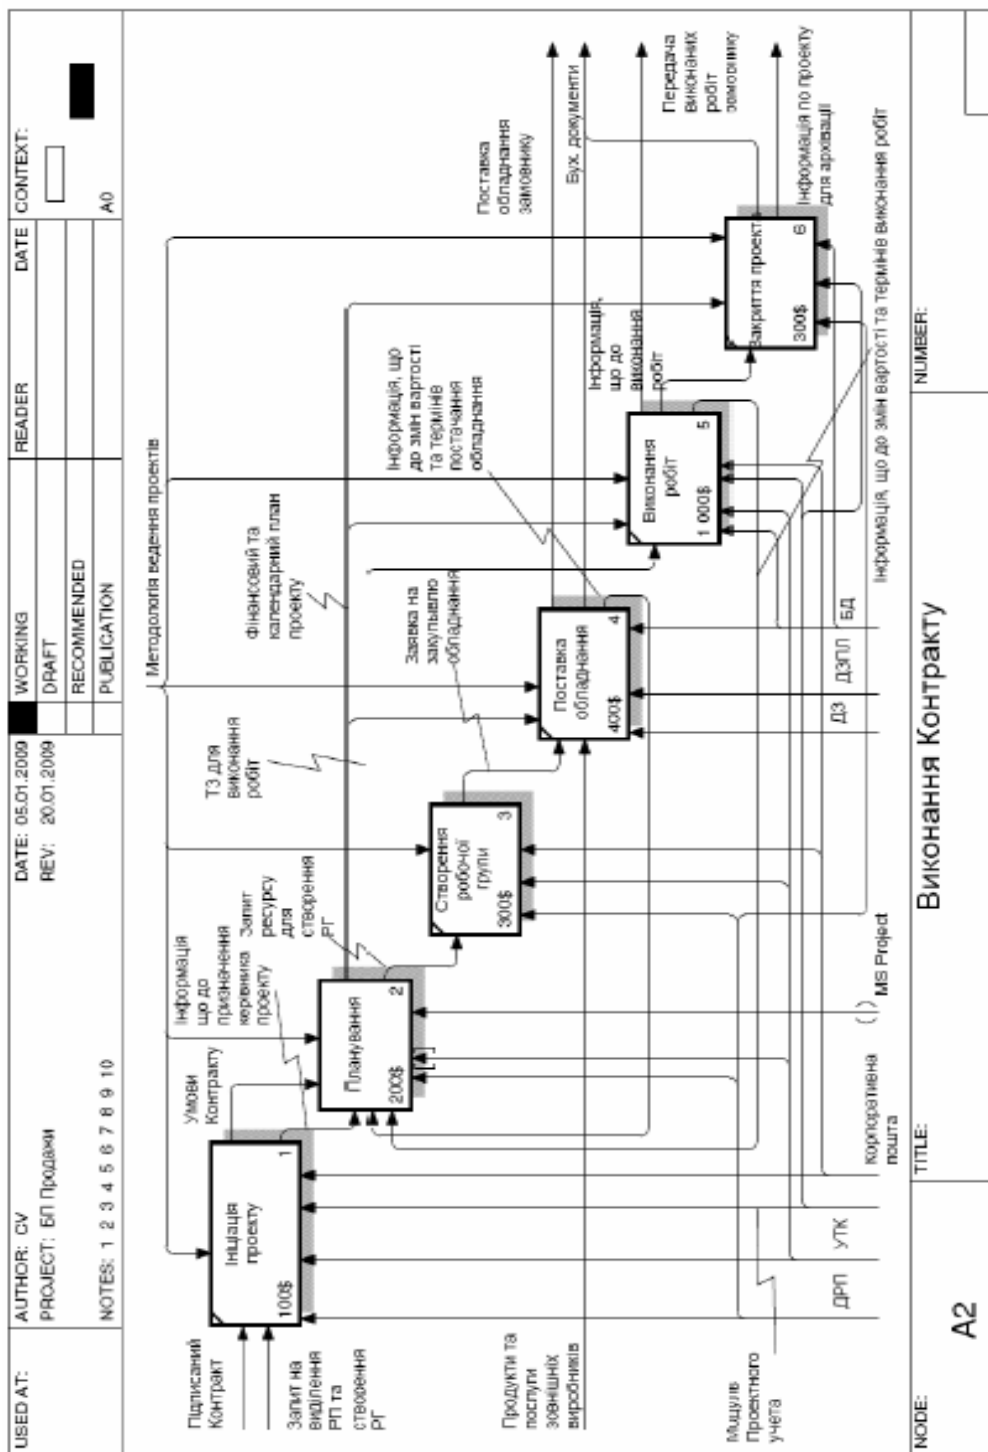 USED AT:
AUTHOR: CV
PROJECT: БП Продажи
NOTES: 1 2 3 4 5 6 7 8 9 10
DATE: 05.01.2009
REV: 20.01.2009
WORKING
DRAFT
RECOMMENDED
PUBLICATION
READER
DATE
CONTEXT:
A0
Методологія ведення проектів
Підписаний
Контракт
Запит на
виділення
РП та
створення
РГ
Ініціація
проекту
100$
1
Умови
Контракту
Інформація
що до
призначення
керівника
проекту
Планування
200$
2
Запит
ресурсу
для
створення
РГ
Створення
робочої
групи
300$
3
ТЗ для
виконання
робіт
Фінансовий та
календарний план
проекту
Заявка на
закупывлю
обладнання
Поставка
обладнання
400$
4
Інформація, що
до змін вартості
та термінів
постачання
обладнання
Виконання
робіт
1 000$
5
Інформація,
що до
виконання
робіт
Закриття проекта
300$
6
Поставка
обладнання
замовнику
Бух. документи
Передача
виконаних
робіт
замовнику
Інформація по проекту
для архівації
Інформація, що до змін вартості та термінів виконання робіт
Продукти та
послуги
зовнішніх
виробників
Мщуль
Проектного
учета
ДРП
УТК
Корпоративна
пошта
MS Project
ДЗ
ДЗПЛ
БД
NODE:
A2
TITLE:
Виконання Контракту
NUMBER: